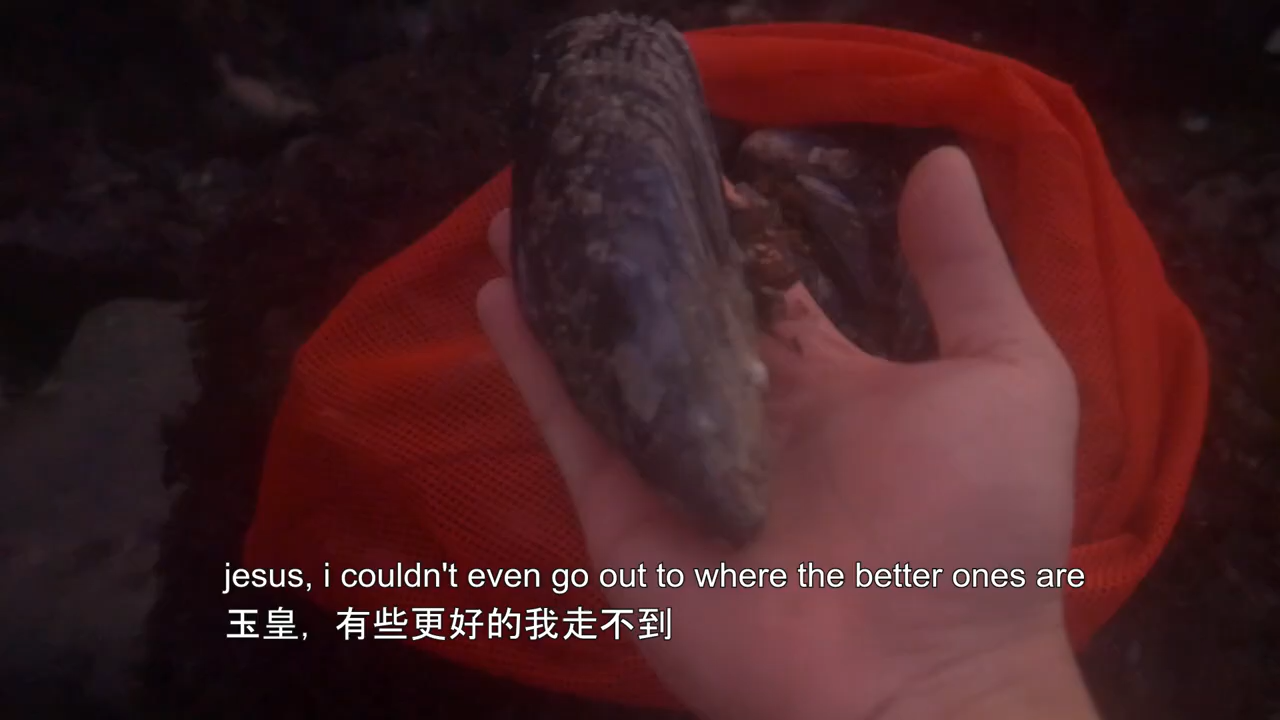 jesus, i couldn't even go out to where the better ones are
玉皇，有些更好的我走不到